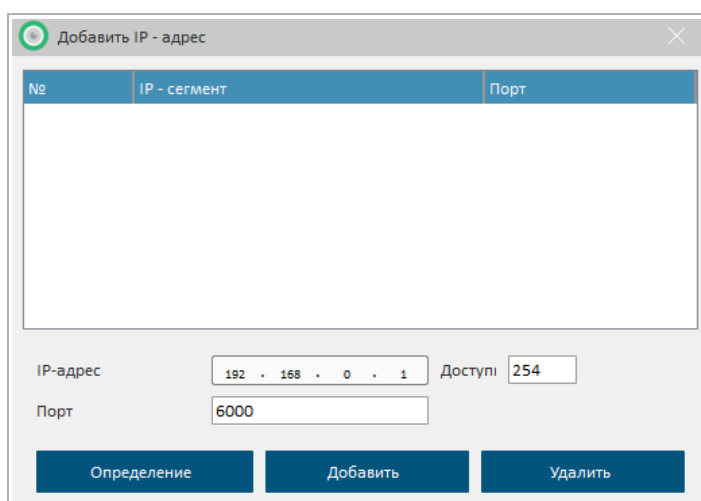 Добавить IP - адрес
№ IP - сегмент Порт
IP-адрес 192 . 168 . 0 . 1 Доступ 254
Порт 6000
Определение Добавить Удалить